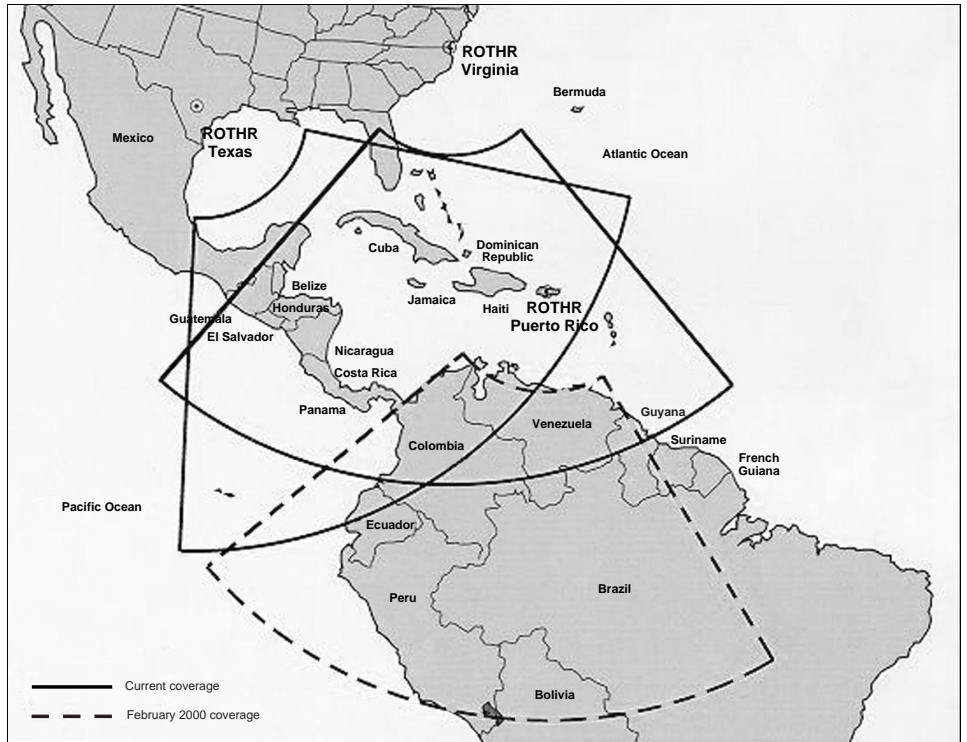 ROTHR
Virginia
Bermuda
Mexico
ROTHR
Texas
Atlantic Ocean
Cuba
Dominican
Republic
Belize
Jamaica
Haiti
ROTHR
Puerto Rico
Honduras
Guatemala
El Salvador
Nicaragua
Costa Rica
Panama
Guyana
Venezuela
Colombia
Suriname
French
Guiana
Pacific Ocean
Ecuador
Brazil
Peru
Bolivia
Current coverage
February 2000 coverage